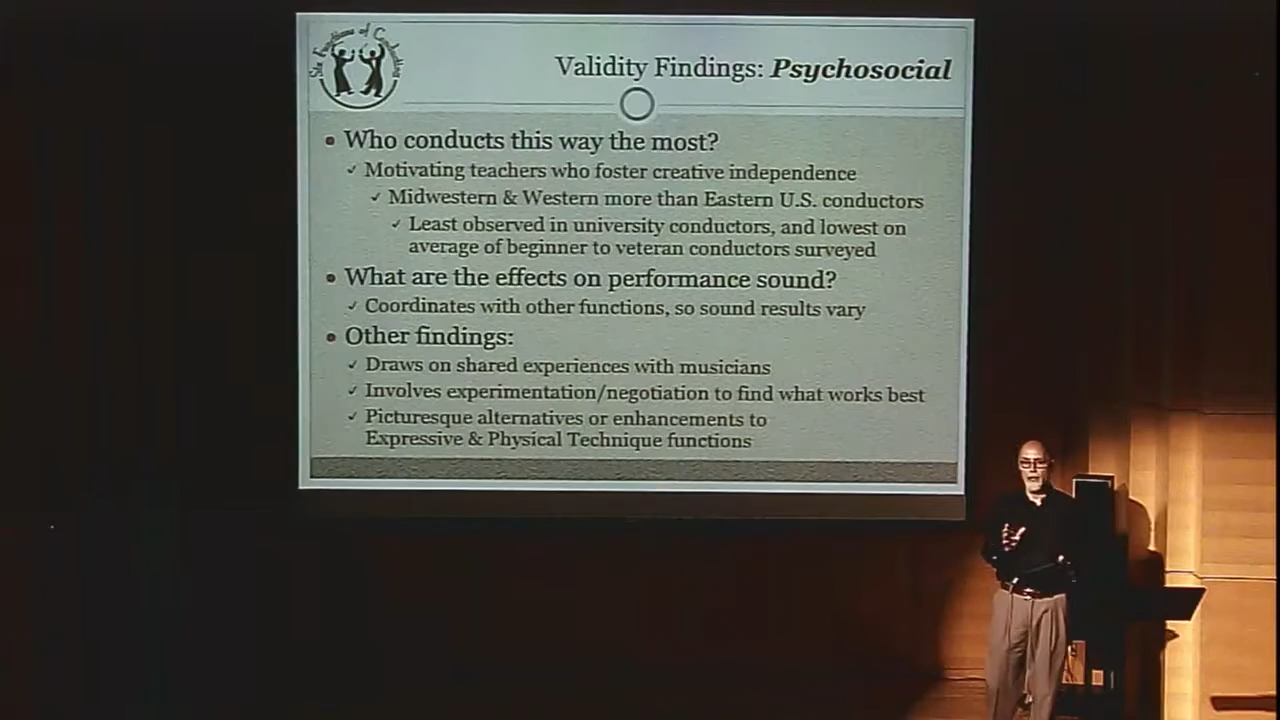 Six Functions of Conducting
Validity Findings: Psychosocial
Who conducts this way the most?
Motivating teachers who foster creative independence
Midwestern & Western more than Eastern U.S. conductors
Least observed in university conductors, and lowest on
average of beginner to veteran conductors surveyed
What are the effects on performance sound?
Coordinates with other functions, so sound results vary
Other findings:
Draws on shared experiences with musicians
Involves experimentation/negotiation to find what works best
Picturesque alternatives or enhancements to
Expressive & Physical Technique functions